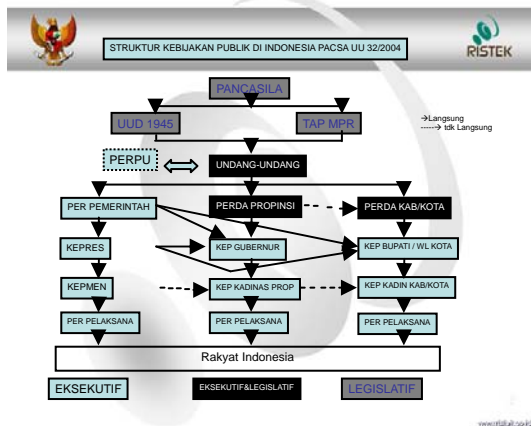 STRUKTUR KEBIJAKAN PUBLIK DI INDONESIA PACSA UU 32/2004
RISTEK
PANCASILA
UUD 1945
TAP MPR
→Langsung
-----→ tdk Langsung
PERPU
UNDANG-UNDANG
PER PEMERINTAH
PERDA PROPINSI
PERDA KAB/KOTA
KEPRES
KEP GUBERNUR
KEP BUPATI / WL KOTA
KEPMEN
KEP KADINAS PROP
KEP KADIN KAB/KOTA
PER PELAKSANA
PER PELAKSANA
PER PELAKSANA
Rakyat Indonesia
EKSEKUTIF
EKSEKUTIF&LEGISLATIF
LEGISLATIF